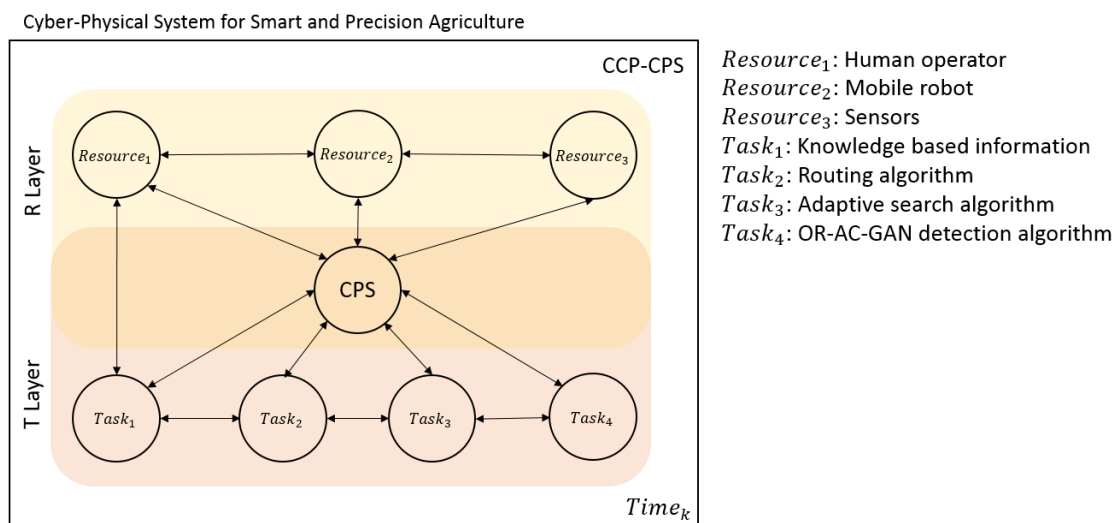 Cyber-Physical System for Smart and Precision Agriculture
CCP-CPS
R Layer
Resource₁
Resource₂
Resource₃
CPS
T Layer
Task₁
Task₂
Task₃
Task₄
Timeₖ
Resource₁: Human operator
Resource₂: Mobile robot
Resource₃: Sensors
Task₁: Knowledge based information
Task₂: Routing algorithm
Task₃: Adaptive search algorithm
Task₄: OR-AC-GAN detection algorithm